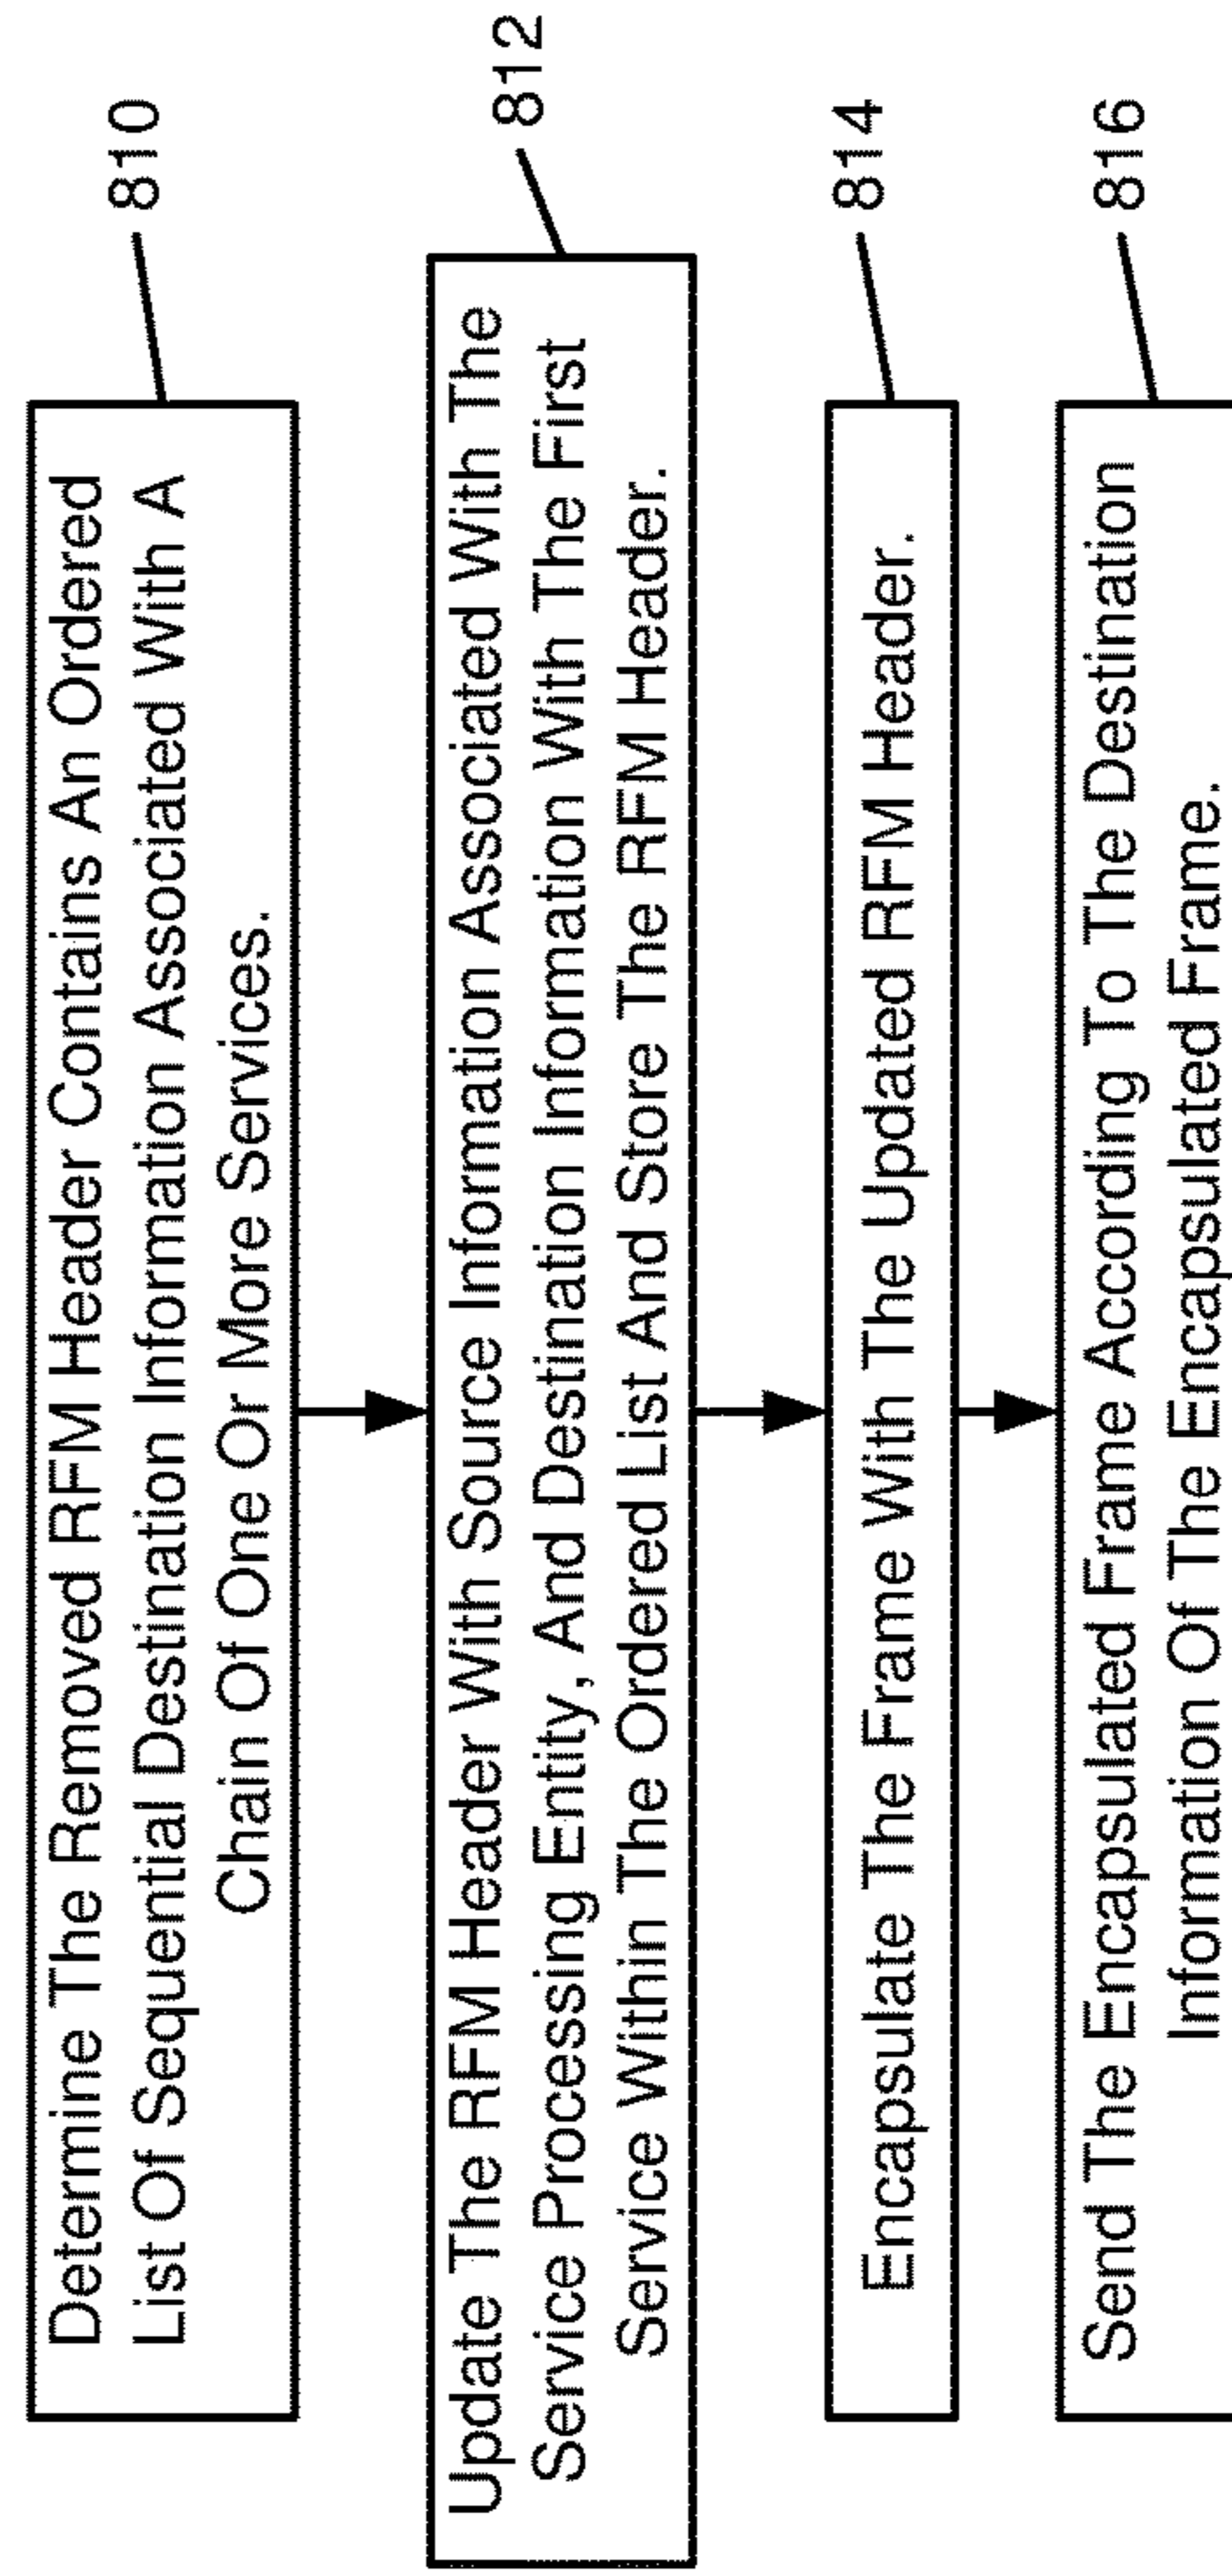 Determine The Removed RFM Header Contains An Ordered
List Of Sequential Destination Information Associated With A
Chain Of One Or More Services.
810
Update The RFM Header With Source Information Associated With The
Service Processing Entity, And Destination Information With The First
Service Within The Ordered List And Store The RFM Header.
812
Encapsulate The Frame With The Updated RFM Header.
814
Send The Encapsulated Frame According To The Destination
Information Of The Encapsulated Frame.
816